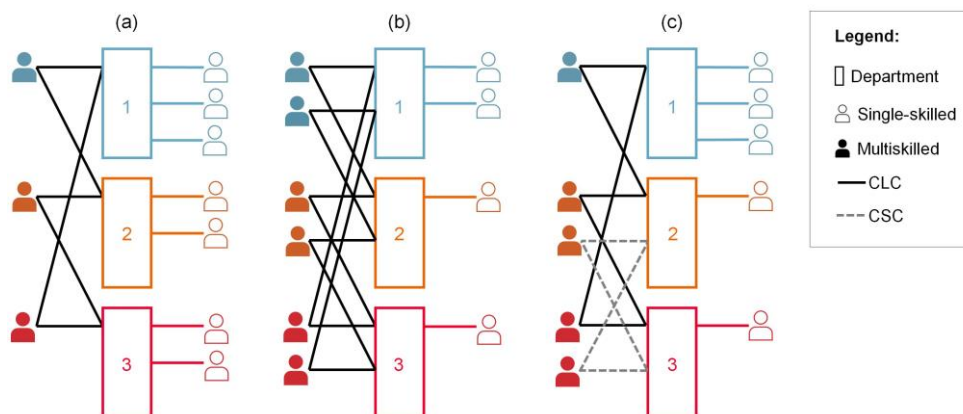 (a)
(b)
(c)
Legend:
Department
Single-skilled
Multiskilled
CLC
CSC
1
2
3
1
2
3
1
2
3